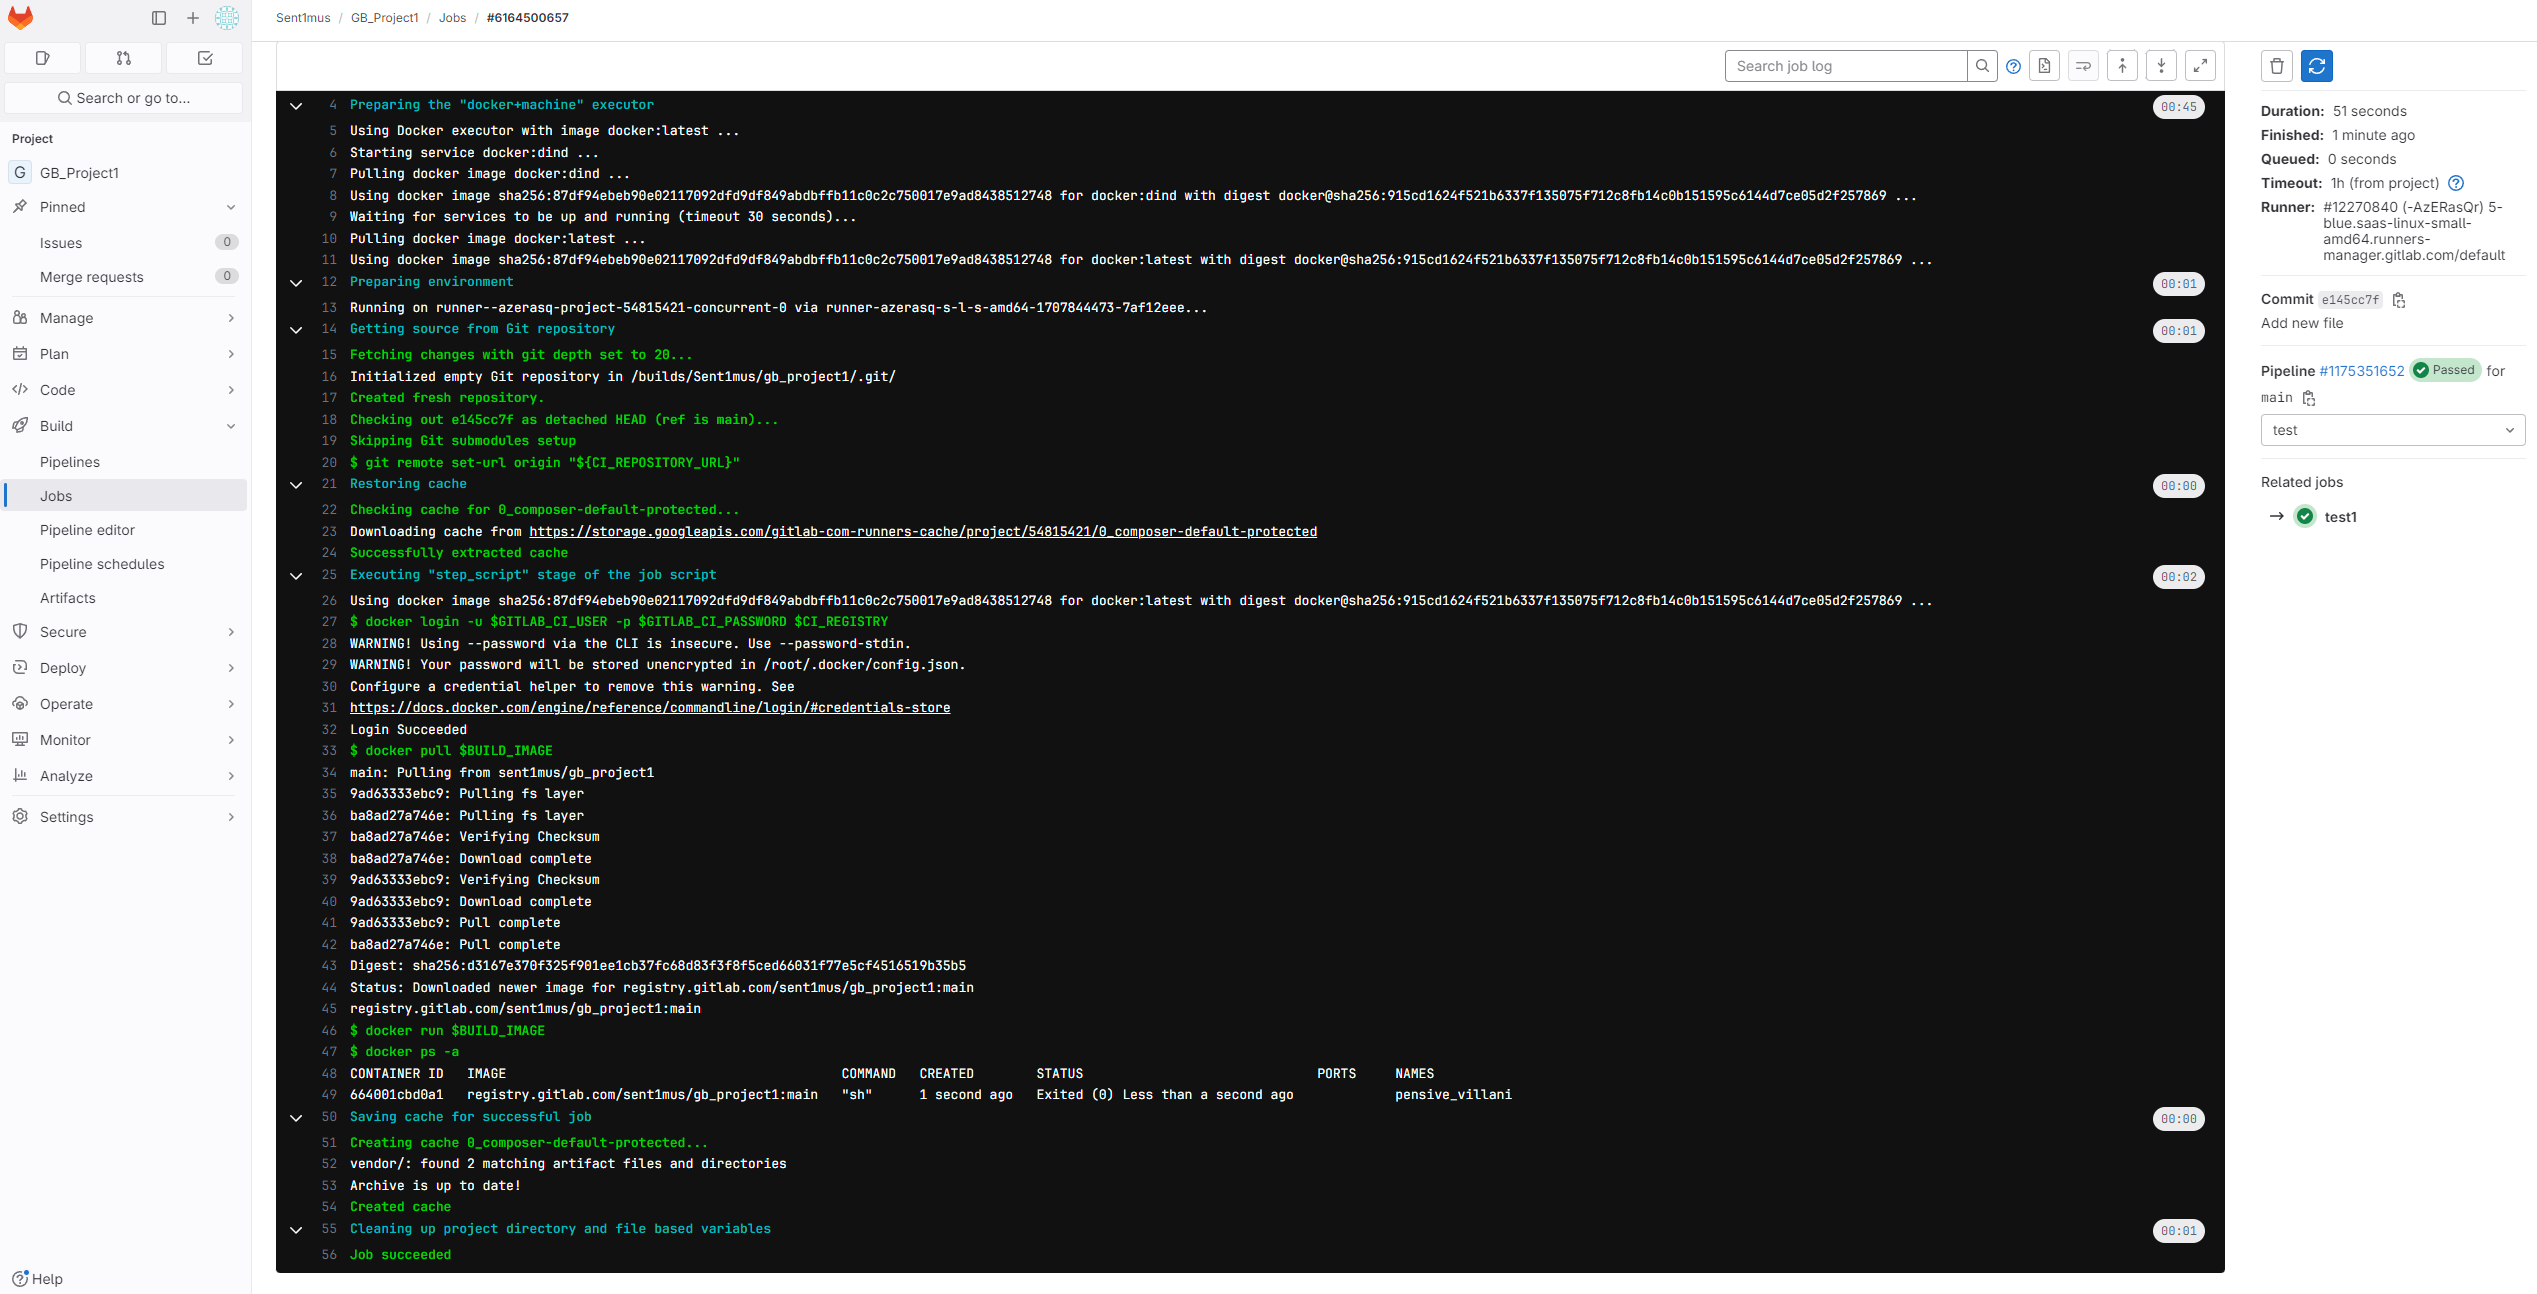 Sent1mus / GB_Project1 / Jobs / #6164500657
Search or go to...
Project
G GB_Project1
Pinned
Issues 0
Merge requests 0
Manage
Plan
Code
Build
Pipelines
Jobs
Pipeline editor
Pipeline schedules
Artifacts
Secure
Deploy
Operate
Monitor
Analyze
Settings
Help
Search job log
4 Preparing the "docker+machine" executor 00:45
5 Using Docker executor with image docker:latest ...
6 Starting service docker:dind ...
7 Pulling docker image docker:dind ...
8 Using docker image sha256:87df94ebeb90e02117092dfd9df849abdbffb11c0c2c750017e9ad8438512748 for docker:dind with digest docker@sha256:915cd1624f521b6337f135075f712c8fb14c0b151595c6144d7ce05d2f257869 ...
9 Waiting for services to be up and running (timeout 30 seconds)...
10 Pulling docker image docker:latest ...
11 Using docker image sha256:87df94ebeb90e02117092dfd9df849abdbffb11c0c2c750017e9ad8438512748 for docker:latest with digest docker@sha256:915cd1624f521b6337f135075f712c8fb14c0b151595c6144d7ce05d2f257869 ...
12 Preparing environment 00:01
13 Running on runner--azerasq-project-54815421-concurrent-0 via runner-azerasq-s-l-s-amd64-1707844473-7af12eee...
14 Getting source from Git repository 00:01
15 Fetching changes with git depth set to 20...
16 Initialized empty Git repository in /builds/Sent1mus/gb_project1/.git/
17 Created fresh repository.
18 Checking out e145cc7f as detached HEAD (ref is main)...
19 Skipping Git submodules setup
20 $ git remote set-url origin "${CI_REPOSITORY_URL}"
21 Restoring cache 00:00
22 Checking cache for 0_composer-default-protected...
23 Downloading cache from https://storage.googleapis.com/gitlab-com-runners-cache/project/54815421/0_composer-default-protected
24 Successfully extracted cache
25 Executing "step_script" stage of the job script 00:02
26 Using docker image sha256:87df94ebeb90e02117092dfd9df849abdbffb11c0c2c750017e9ad8438512748 for docker:latest with digest docker@sha256:915cd1624f521b6337f135075f712c8fb14c0b151595c6144d7ce05d2f257869 ...
27 $ docker login -u $GITLAB_CI_USER -p $GITLAB_CI_PASSWORD $CI_REGISTRY
28 WARNING! Using --password via the CLI is insecure. Use --password-stdin.
29 WARNING! Your password will be stored unencrypted in /root/.docker/config.json.
30 Configure a credential helper to remove this warning. See
31 https://docs.docker.com/engine/reference/commandline/login/#credentials-store
32 Login Succeeded
33 $ docker pull $BUILD_IMAGE
34 main: Pulling from sent1mus/gb_project1
35 9ad63333ebc9: Pulling fs layer
36 ba8ad27a746e: Pulling fs layer
37 ba8ad27a746e: Verifying Checksum
38 ba8ad27a746e: Download complete
39 9ad63333ebc9: Verifying Checksum
40 9ad63333ebc9: Download complete
41 9ad63333ebc9: Pull complete
42 ba8ad27a746e: Pull complete
43 Digest: sha256:d3167e370f325f901ee1cb37fc68d83f3f8f5ced66031f77e5cf4516519b35b5
44 Status: Downloaded newer image for registry.gitlab.com/sent1mus/gb_project1:main
45 registry.gitlab.com/sent1mus/gb_project1:main
46 $ docker run $BUILD_IMAGE
47 $ docker ps -a
48 CONTAINER ID IMAGE COMMAND CREATED STATUS PORTS NAMES
49 664001cbd0a1 registry.gitlab.com/sent1mus/gb_project1:main "sh" 1 second ago Exited (0) Less than a second ago pensive_villani
50 Saving cache for successful job 00:00
51 Creating cache 0_composer-default-protected...
52 vendor/: found 2 matching artifact files and directories
53 Archive is up to date!
54 Created cache
55 Cleaning up project directory and file based variables 00:01
56 Job succeeded
Duration: 51 seconds
Finished: 1 minute ago
Queued: 0 seconds
Timeout: 1h (from project)
Runner: #12270840 (-AzERasQr) 5-
blue.saas-linux-small-
amd64.runners-
manager.gitlab.com/default
Commit e145cc7f
Add new file
Pipeline #1175351652 Passed for
main
test
Related jobs
test1